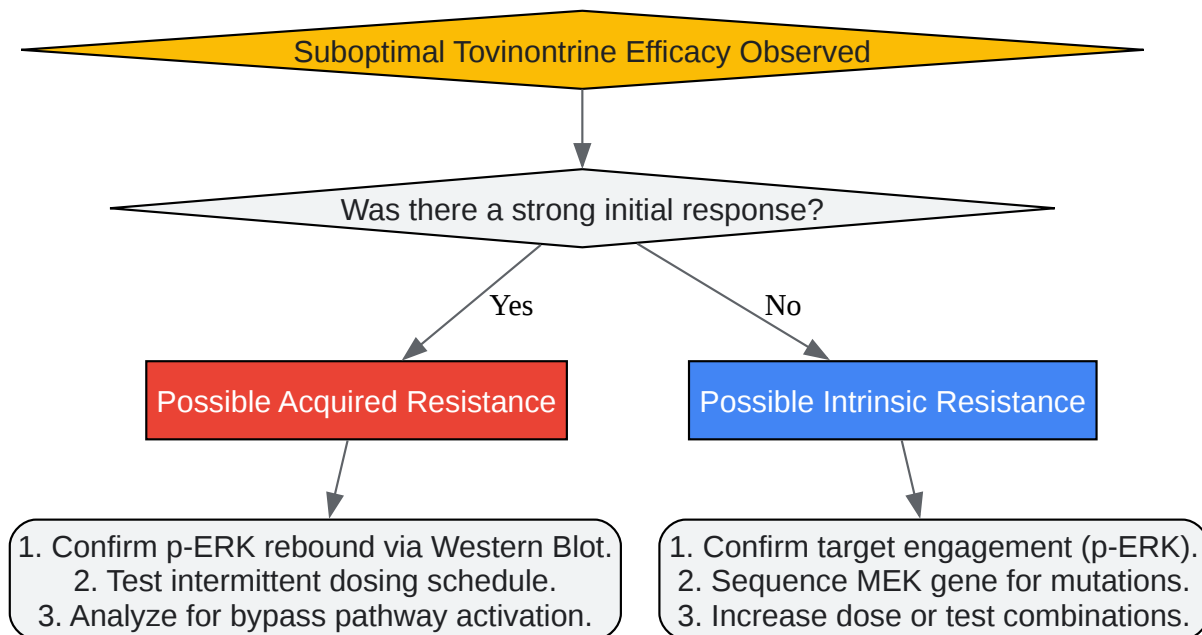 Suboptimal Tovinontrine Efficacy Observed
Was there a strong initial response?
Yes
No
Possible Acquired Resistance
Possible Intrinsic Resistance
1. Confirm p-ERK rebound via Western Blot.
2. Test intermittent dosing schedule.
3. Analyze for bypass pathway activation.
1. Confirm target engagement (p-ERK).
2. Sequence MEK gene for mutations.
3. Increase dose or test combinations.